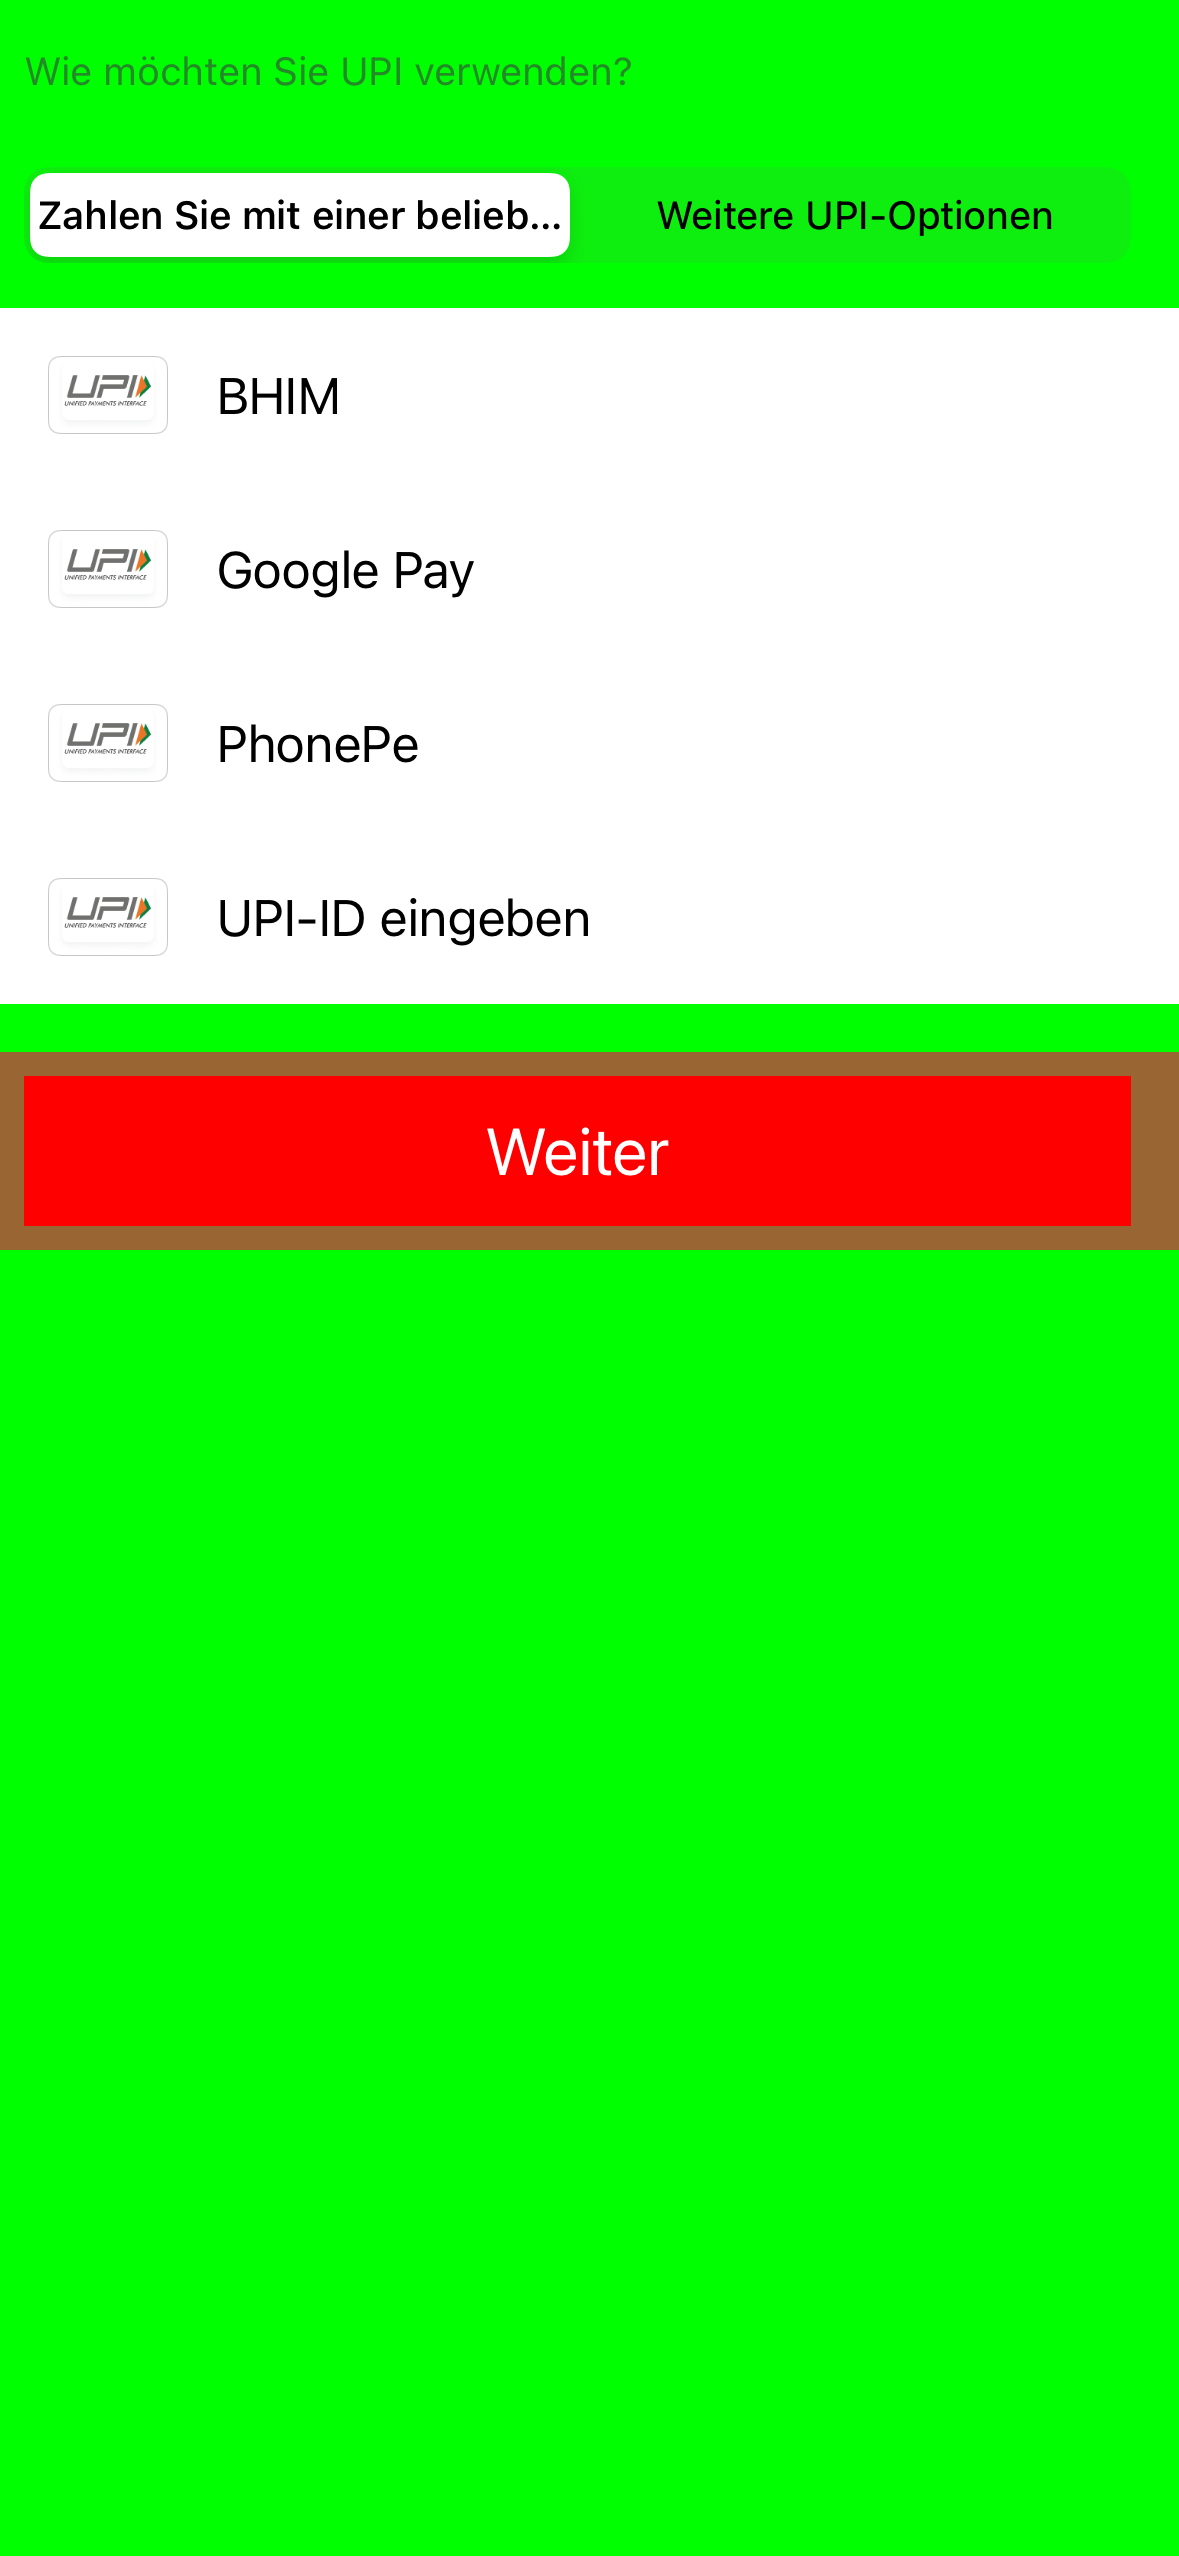 Wie möchten Sie UPI verwenden?
Zahlen Sie mit einer belieb...
Weitere UPI-Optionen
UPI
UNIFIED PAYMENTS INTERFACE
BHIM
UPI
UNIFIED PAYMENTS INTERFACE
Google Pay
UPI
UNIFIED PAYMENTS INTERFACE
PhonePe
UPI
UNIFIED PAYMENTS INTERFACE
UPI-ID eingeben
Weiter